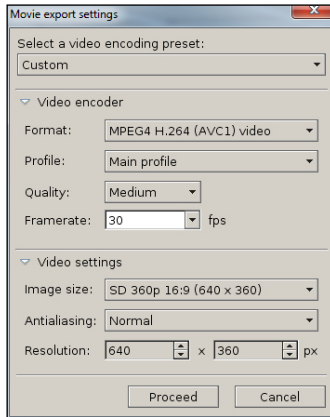 Movie export settings
Select a video encoding preset:
Custom
Video encoder
Format: MPEG4 H.264 (AVC1) video
Profile: Main profile
Quality: Medium
Framerate: 30 fps
Video settings
Image size: SD 360p 16:9 (640 x 360)
Antialiasing: Normal
Resolution: 640 x 360 px
Proceed Cancel